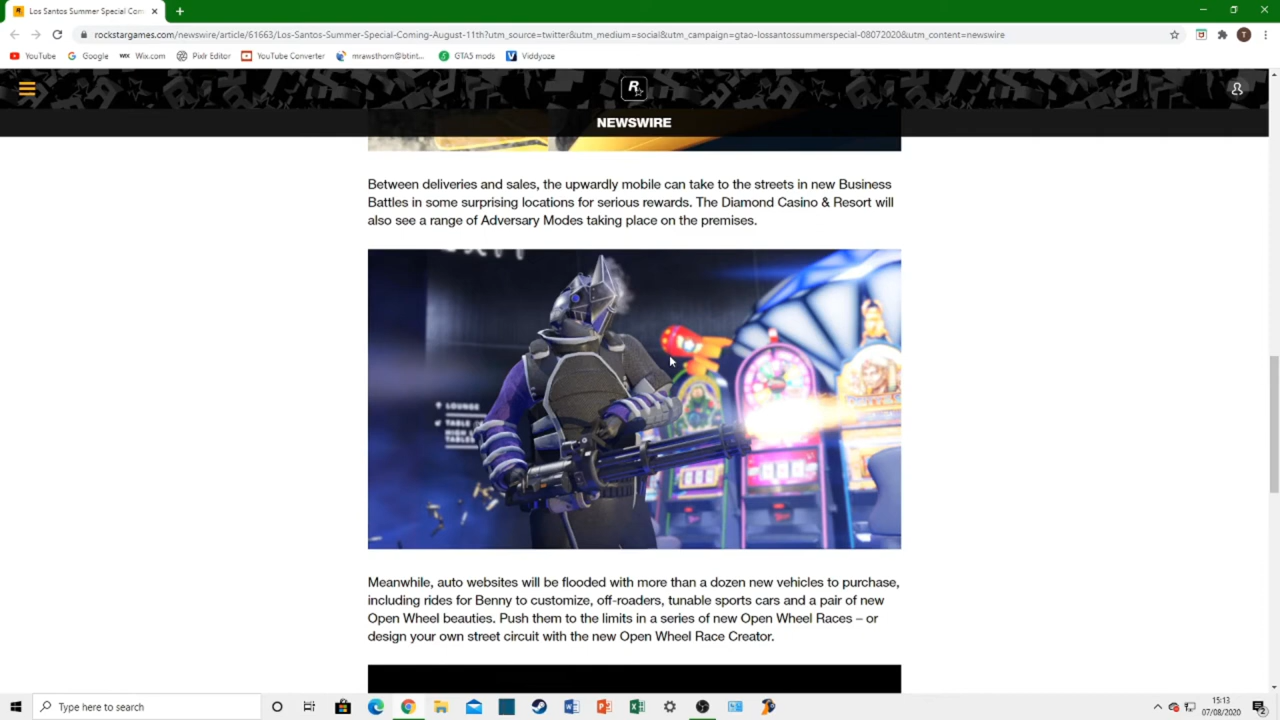 Los Santos Summer Special Com
rockstargames.com/newswire/article/61663/Los-Santos-Summer-Special-Coming-August-11th?utm_source=twitter&utm_medium=social&utm_campaign=gtao-lossantossummerspecial-08072020&utm_content=newswire
T
YouTube
Google
WiX Wix.com
Pixlr Editor
YouTube Converter
mrawsthorn@btint...
GTA5 mods
V Viddyoze
R
NEWSWIRE
Between deliveries and sales, the upwardly mobile can take to the streets in new Business
Battles in some surprising locations for serious rewards. The Diamond Casino & Resort will
also see a range of Adversary Modes taking place on the premises.
LOUNGE
TABLE
HIGH L
TABLES
Meanwhile, auto websites will be flooded with more than a dozen new vehicles to purchase,
including rides for Benny to customize, off-roaders, tunable sports cars and a pair of new
Open Wheel beauties. Push them to the limits in a series of new Open Wheel Races – or
design your own street circuit with the new Open Wheel Race Creator.
Type here to search
15:13
07/08/2020
2